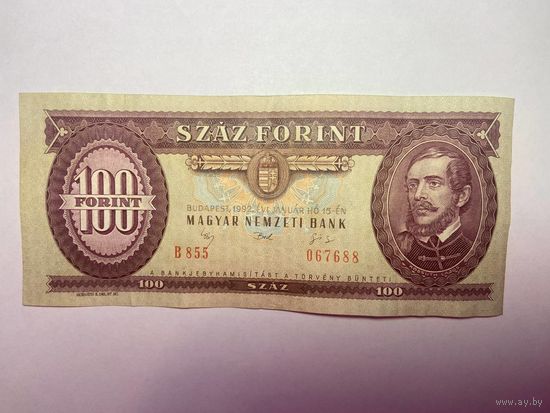 SZÁZ FORINT
100
FORINT
BUDAPEST, 1992. ÉVI JANUÁR HÓ 15-ÉN
MAGYAR NEMZETI BANK
B 855 067688
A BANKJEGYHAMISÍTÁST A TÖRVÉNY BÜNTETI
100 SZÁZ 100
www.ay.by